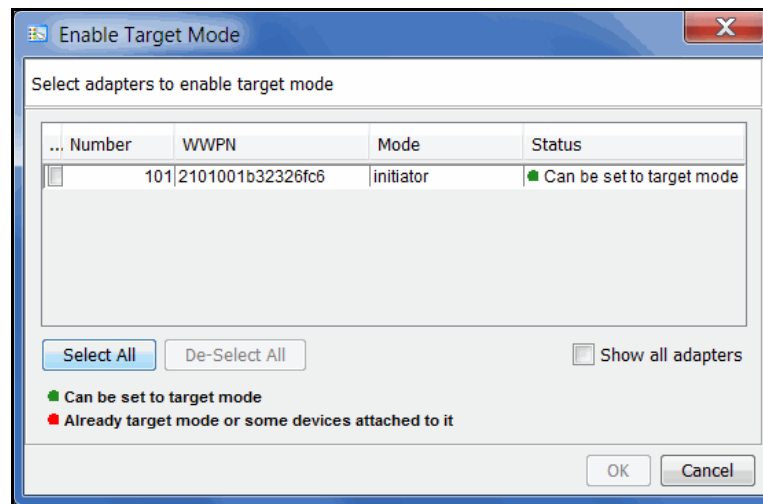 Enable Target Mode
Select adapters to enable target mode
... Number WWPN Mode Status
101 2101001b32326fc6 initiator Can be set to target mode
Select All De-Select All Show all adapters
Can be set to target mode
Already target mode or some devices attached to it
OK Cancel